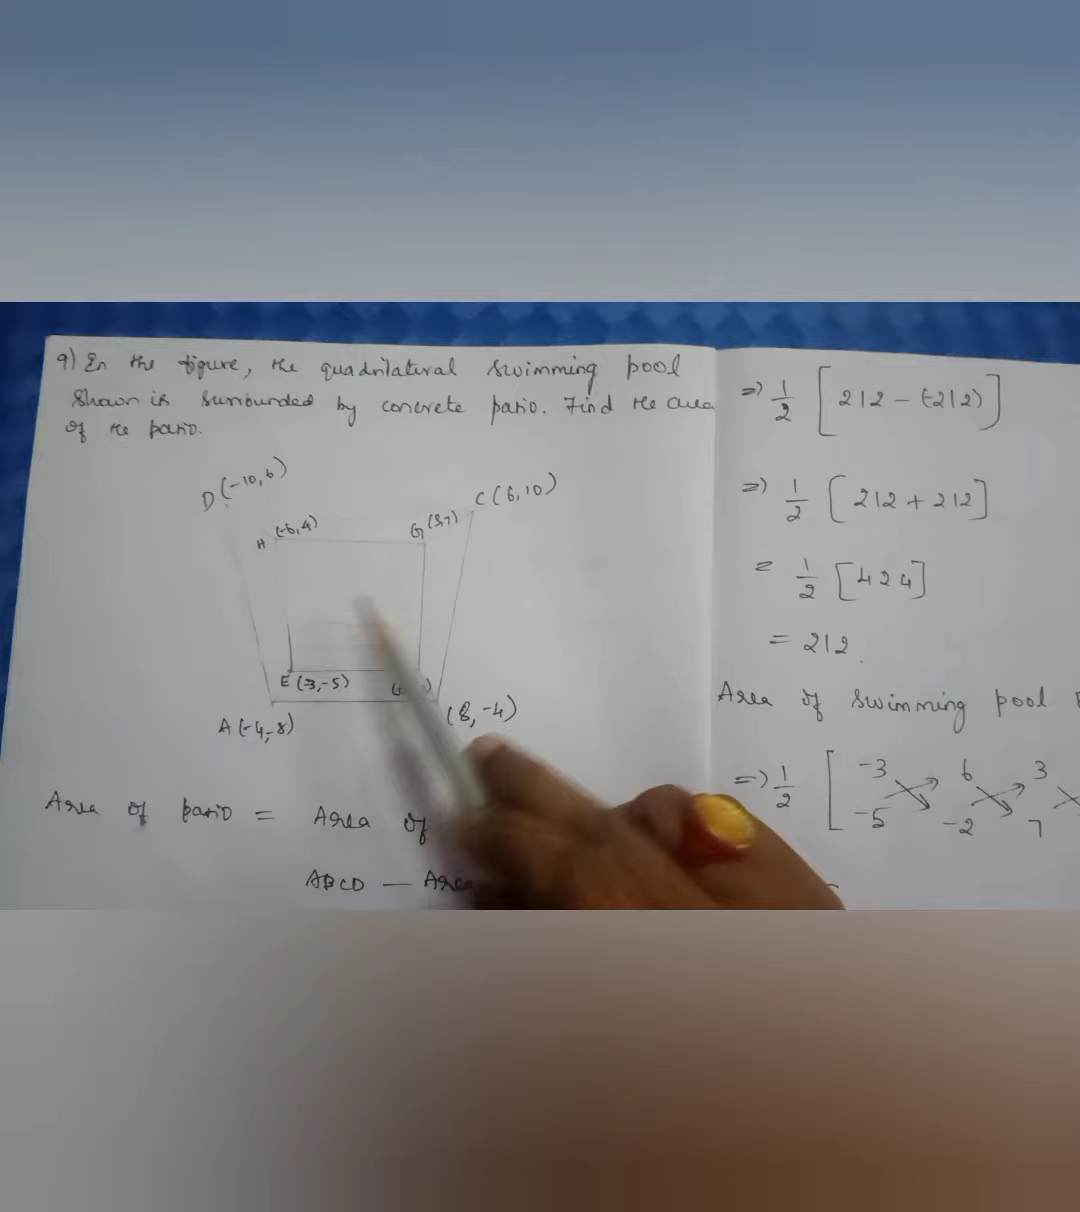 9) In the figure, the quadrilateral swimming pool
shown is surrounded by concrete patio. Find the area
of the patio.
D(-10,6)
C(6,10)
H (-6,4)
G (3,7)
E (-3,-5)
(8,-4)
A(-4,-8)
Area of patio = Area of
ABCD — Area
=> 1/2 [212 - (-212)]
=> 1/2 [212 + 212]
= 1/2 [424]
= 212.
Area of swimming pool
=> 1/2 [ -3 6 3
-5 -2 7